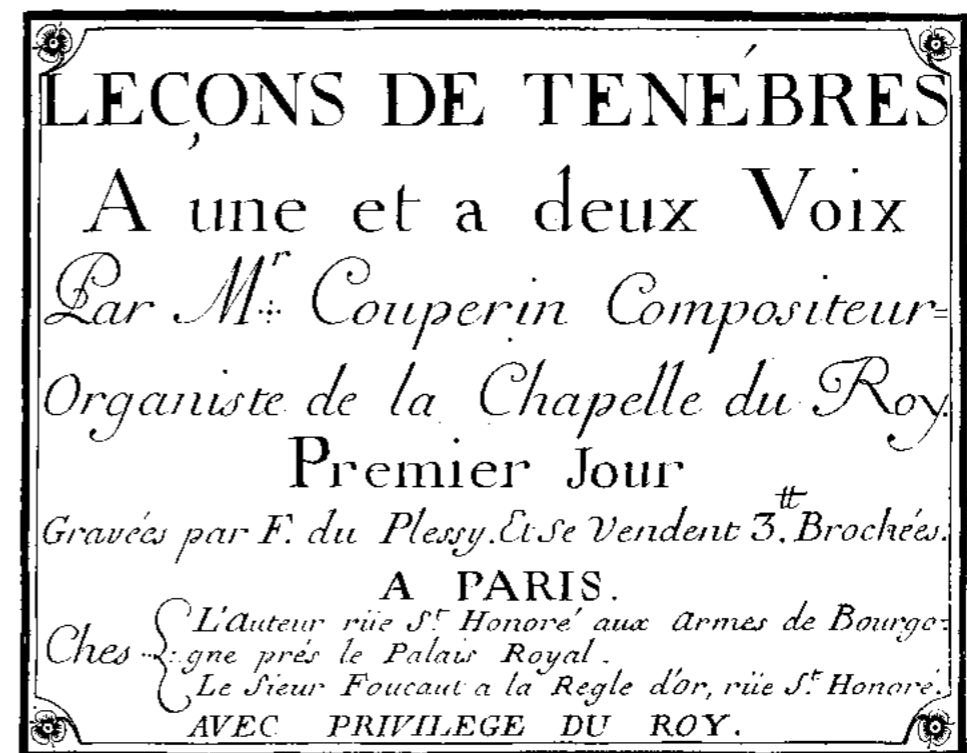 LEÇONS DE TENÉBRES
A une et a deux Voix
Par Mr. Couperin Compositeur=
Organiste de la Chapelle du Roy.
Premier Jour
Gravées par F. du Plessy. Et se Vendent 3.tt Brochées.
A PARIS.
Ches
L'Auteur rüe St. Honoré aux Armes de Bourgo-
gne prés le Palais Royal.
Le Sieur Foucaut a la Regle d'or, rüe St. Honoré.
AVEC PRIVILEGE DU ROY.